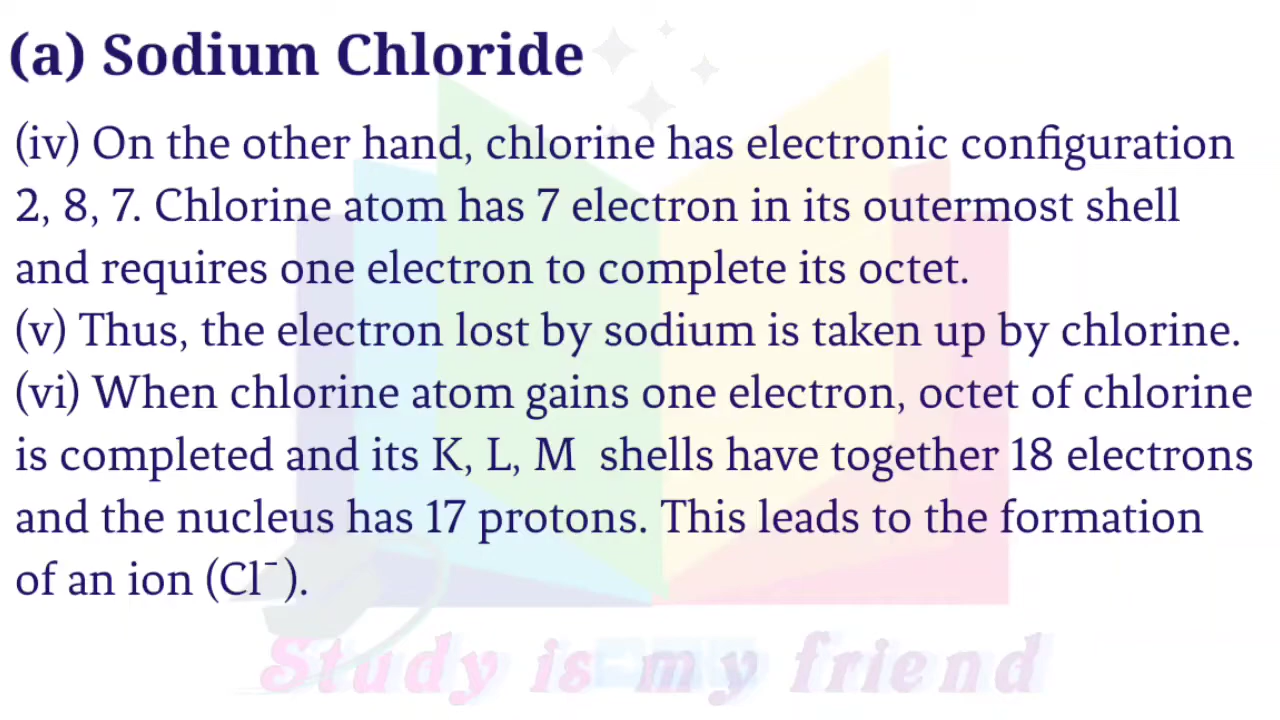 (a) Sodium Chloride
(iv) On the other hand, chlorine has electronic configuration
2, 8, 7. Chlorine atom has 7 electron in its outermost shell
and requires one electron to complete its octet.
(v) Thus, the electron lost by sodium is taken up by chlorine.
(vi) When chlorine atom gains one electron, octet of chlorine
is completed and its K, L, M shells have together 18 electrons
and the nucleus has 17 protons. This leads to the formation
of an ion (Cl⁻).
Study is my friend